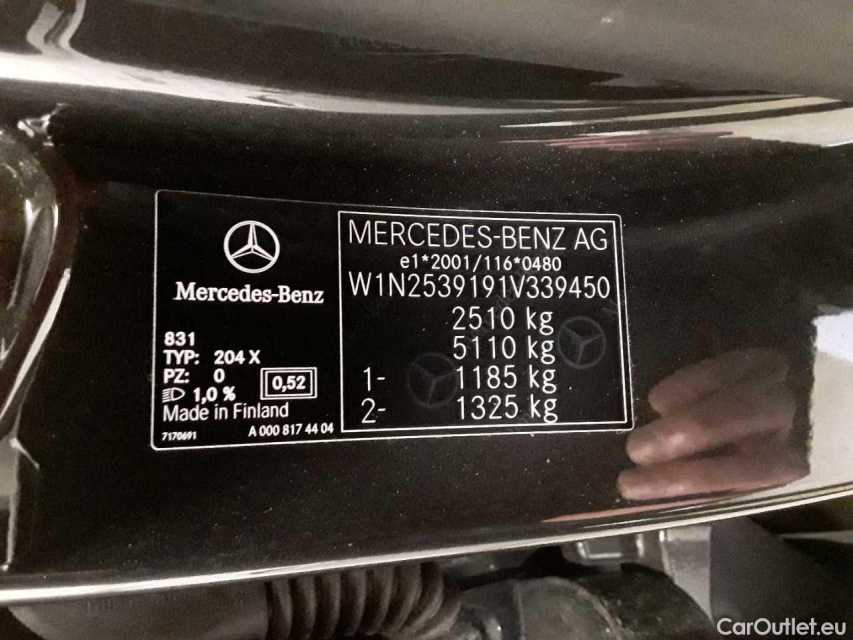 MERCEDES-BENZ AG
e1*2001/116*0480
W1N2539191V339450
2510 kg
5110 kg
1- 1185 kg
2- 1325 kg
Mercedes-Benz
831
TYP: 204 X
PZ: 0
1,0 % 0,52
Made in Finland
7170691 A 000 817 44 04
CarOutlet.eu